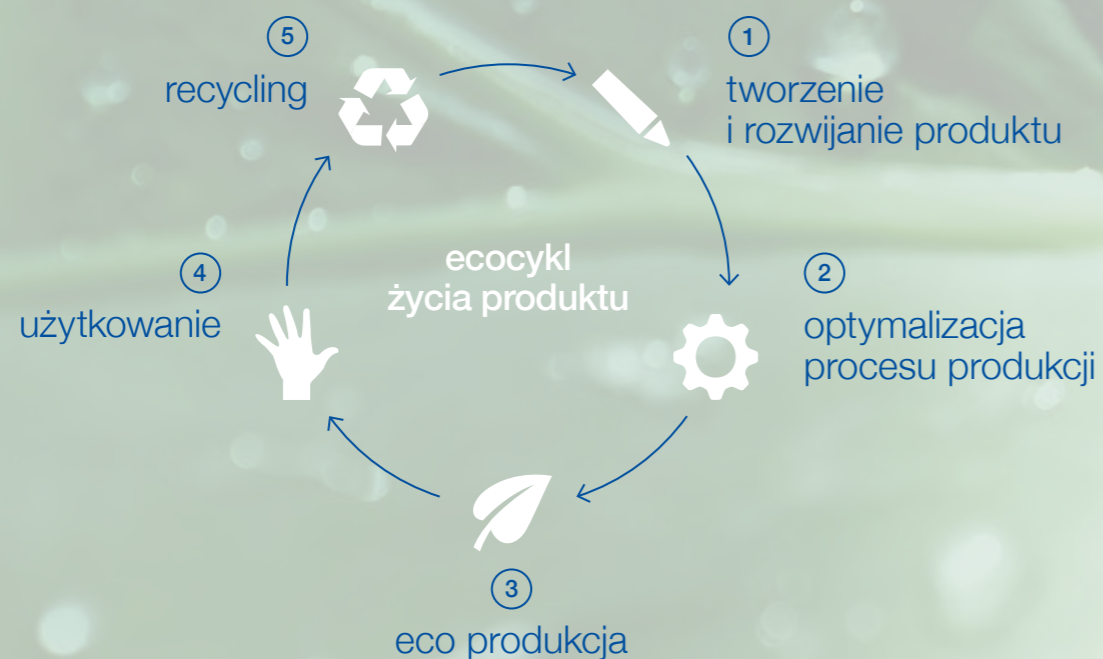 ecocykl
życia produktu
1
tworzenie
i rozwijanie produktu
2
optymalizacja
procesu produkcji
3
eco produkcja
4
użytkowanie
5
recycling